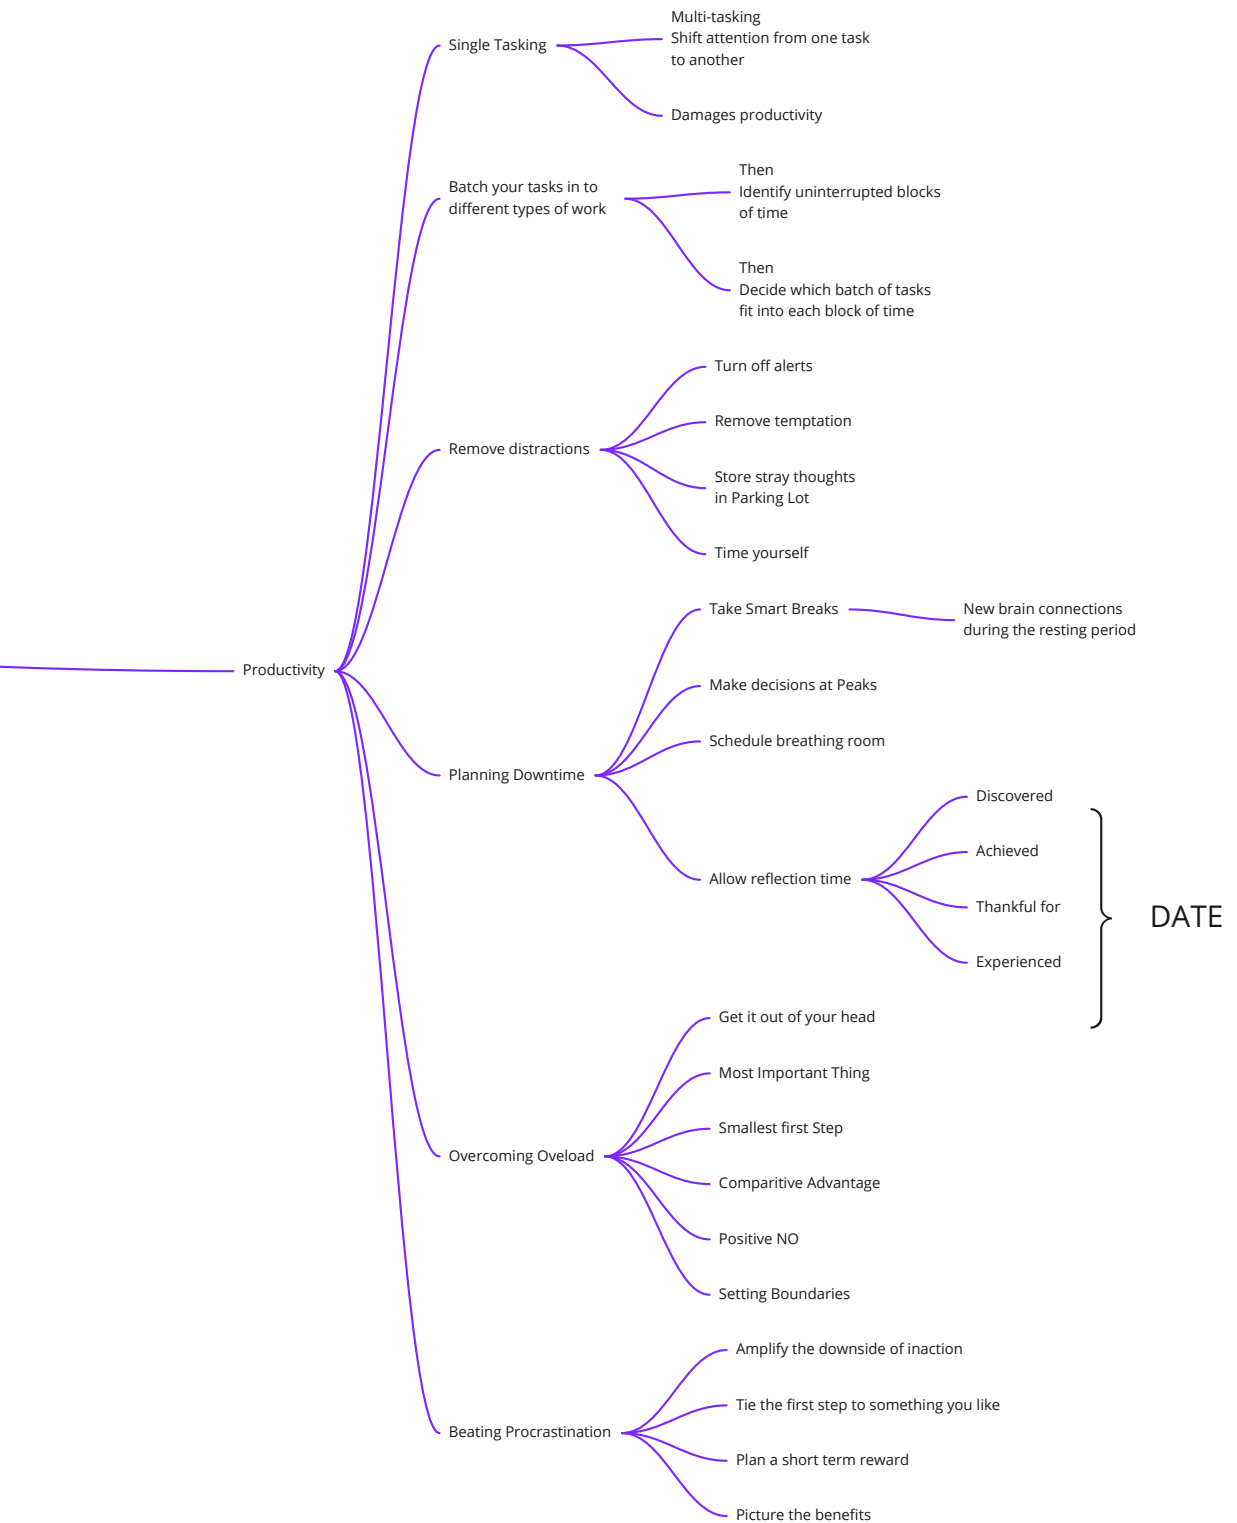 Multi-tasking
Shift attention from one task
to another
Single Tasking
Damages productivity
Then
Identify uninterrupted blocks
of time
Batch your tasks in to
different types of work
Then
Decide which batch of tasks
fit into each block of time
Turn off alerts
Remove temptation
Remove distractions
Store stray thoughts
in Parking Lot
Time yourself
Take Smart Breaks
New brain connections
during the resting period
Productivity
Make decisions at Peaks
Schedule breathing room
Planning Downtime
Discovered
Achieved
Allow reflection time
Thankful for
DATE
Experienced
Get it out of your head
Most Important Thing
Smallest first Step
Overcoming Oveload
Comparitive Advantage
Positive NO
Setting Boundaries
Amplify the downside of inaction
Tie the first step to something you like
Beating Procrastination
Plan a short term reward
Picture the benefits